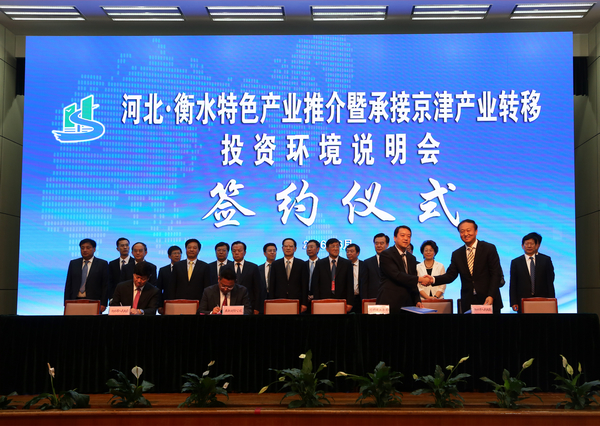 河北·衡水特色产业推介暨承接京津产业转移
投资环境说明会
签约仪式